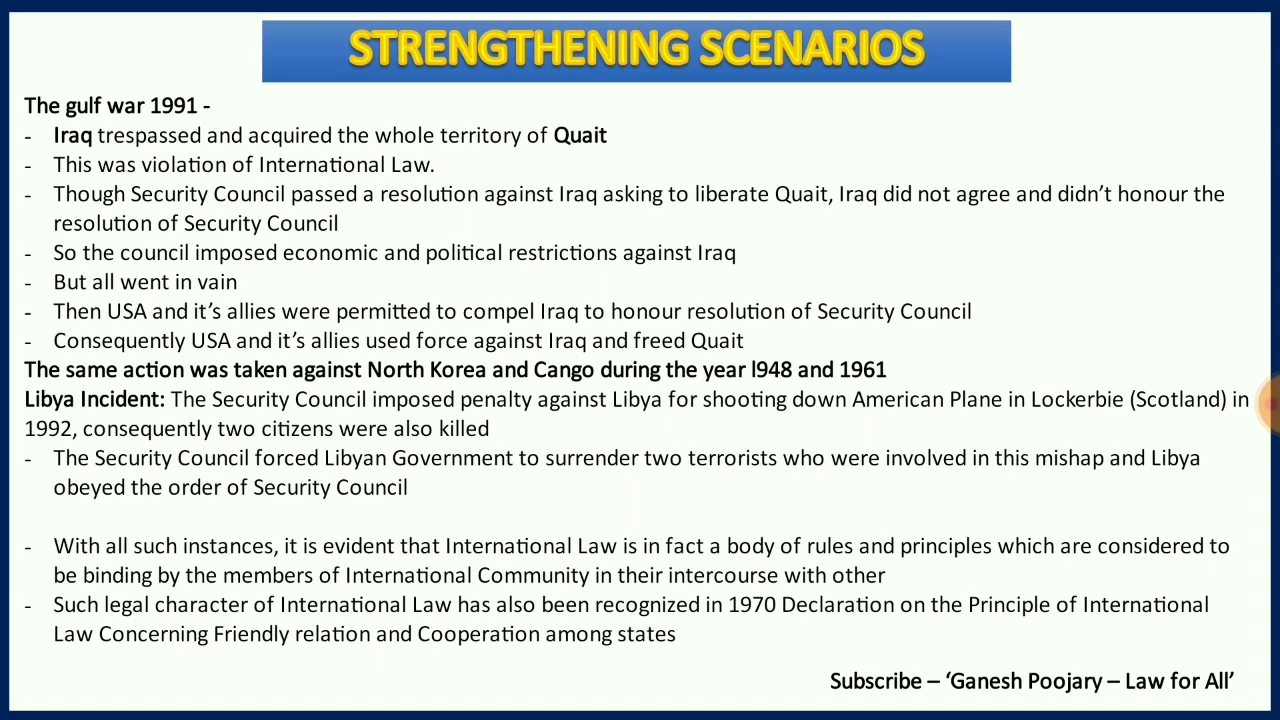 STRENGTHENING SCENARIOS
The gulf war 1991 -
- Iraq trespassed and acquired the whole territory of Quait
- This was violation of International Law.
- Though Security Council passed a resolution against Iraq asking to liberate Quait, Iraq did not agree and didn't honour the
resolution of Security Council
- So the council imposed economic and political restrictions against Iraq
- But all went in vain
- Then USA and it's allies were permitted to compel Iraq to honour resolution of Security Council
- Consequently USA and it's allies used force against Iraq and freed Quait
The same action was taken against North Korea and Cango during the year l948 and 1961
Libya Incident: The Security Council imposed penalty against Libya for shooting down American Plane in Lockerbie (Scotland) in
1992, consequently two citizens were also killed
- The Security Council forced Libyan Government to surrender two terrorists who were involved in this mishap and Libya
obeyed the order of Security Council
- With all such instances, it is evident that International Law is in fact a body of rules and principles which are considered to
be binding by the members of International Community in their intercourse with other
- Such legal character of International Law has also been recognized in 1970 Declaration on the Principle of International
Law Concerning Friendly relation and Cooperation among states
Subscribe – 'Ganesh Poojary – Law for All'